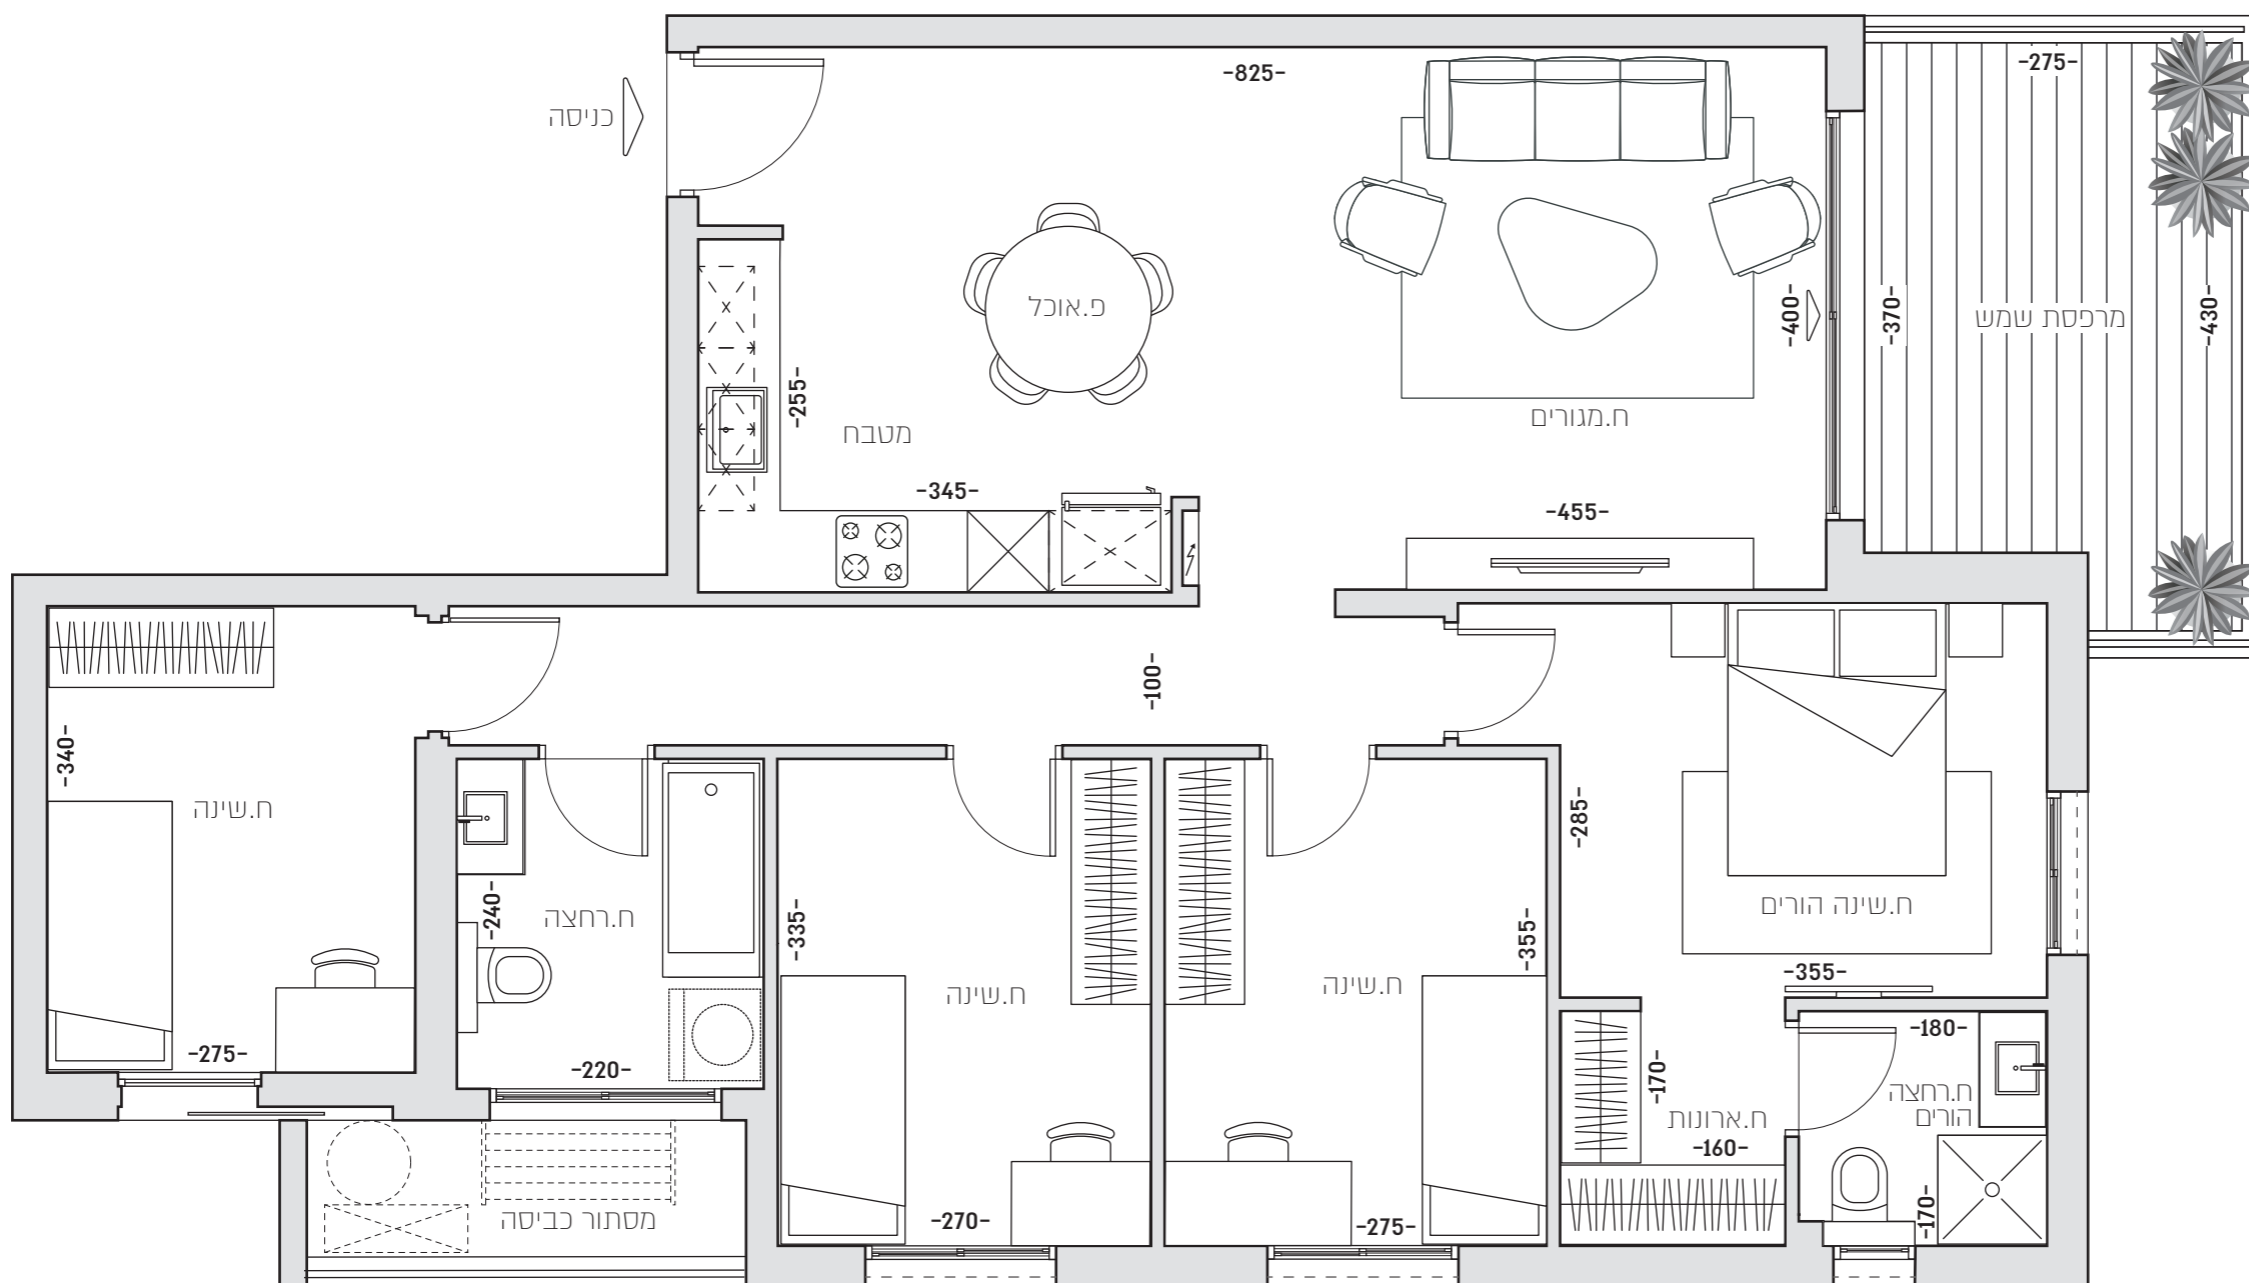 -825-
-275-
כניסה
פ.אוכל
-400-
-370-
מרפסת שמש
-430-
-255-
מטבח
ח.מגורים
-345-
-455-
-100-
-340-
ח.שינה
-285-
-240-
ח.רחצה
-335-
ח.שינה
-355-
ח.שינה
ח.שינה הורים
-355-
-275-
-220-
-180-
-170-
ח.רחצה
הורים
ח.ארונות
-160-
-170-
מסתור כביסה
-270-
-275-